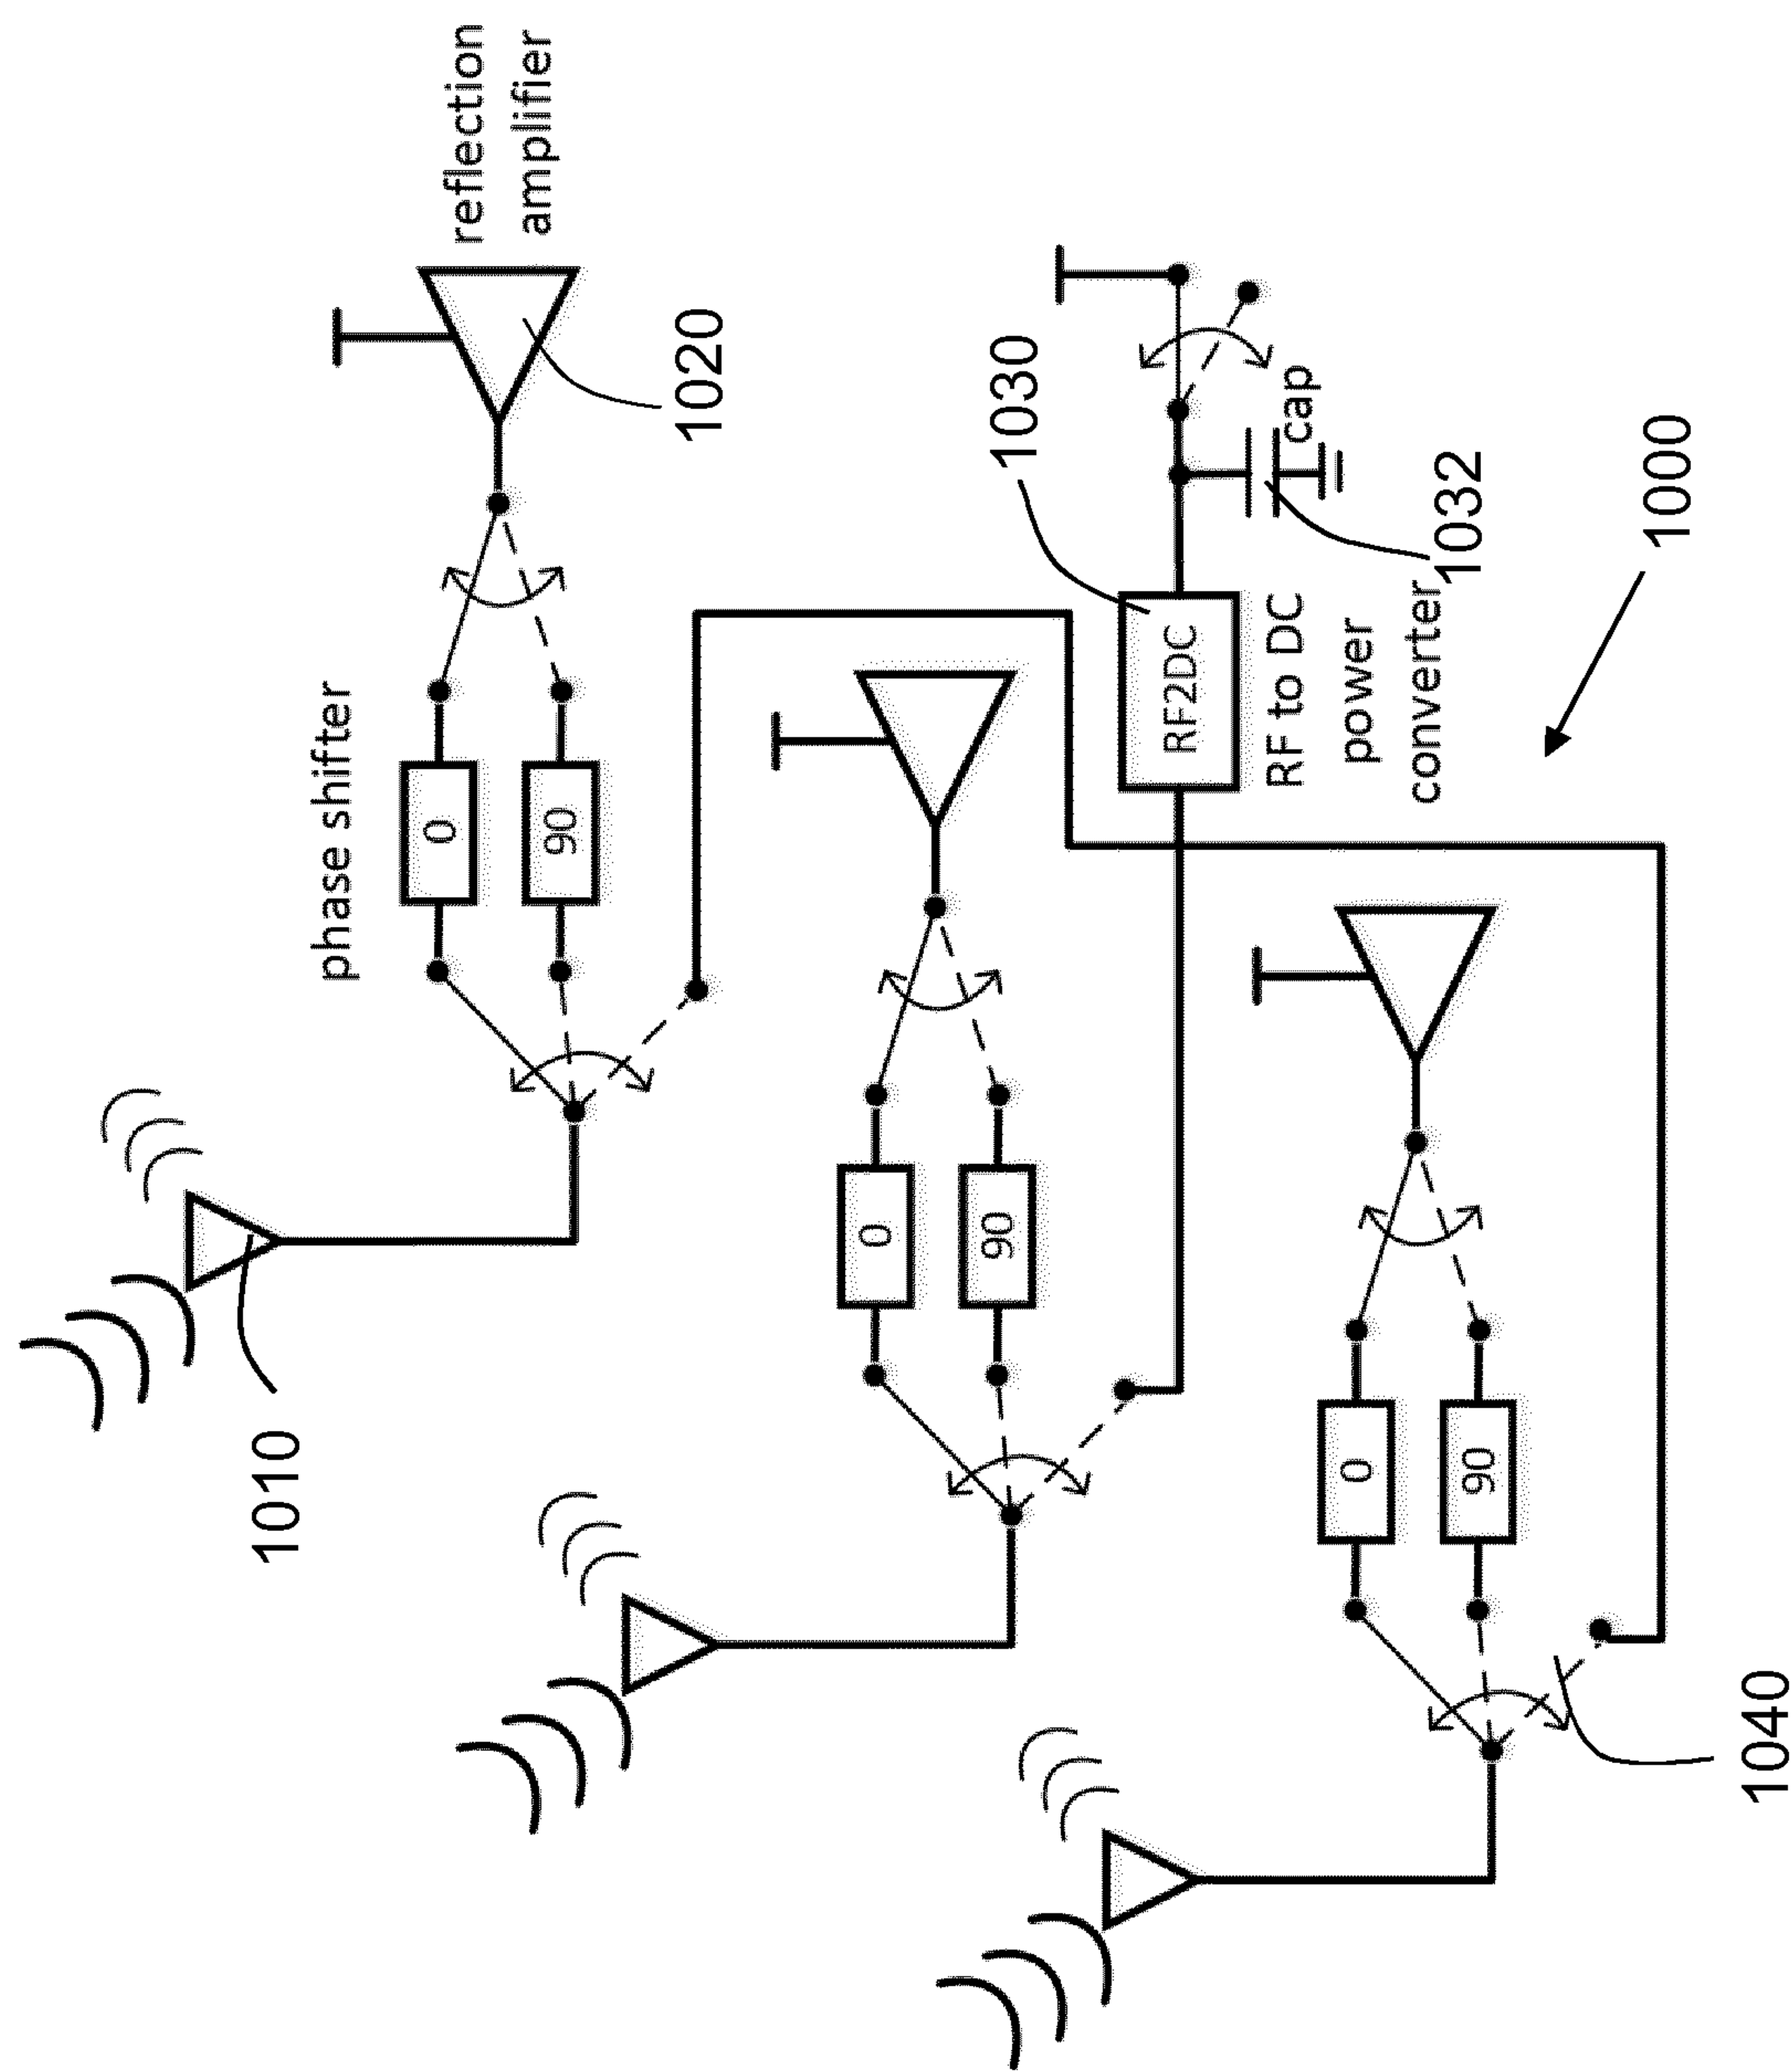 1010
phase shifter
0
reflection
amplifier
90
1020
0
90
1030
RF2DC
RF to DC
power
converter
cap
1032
0
90
1000
1040